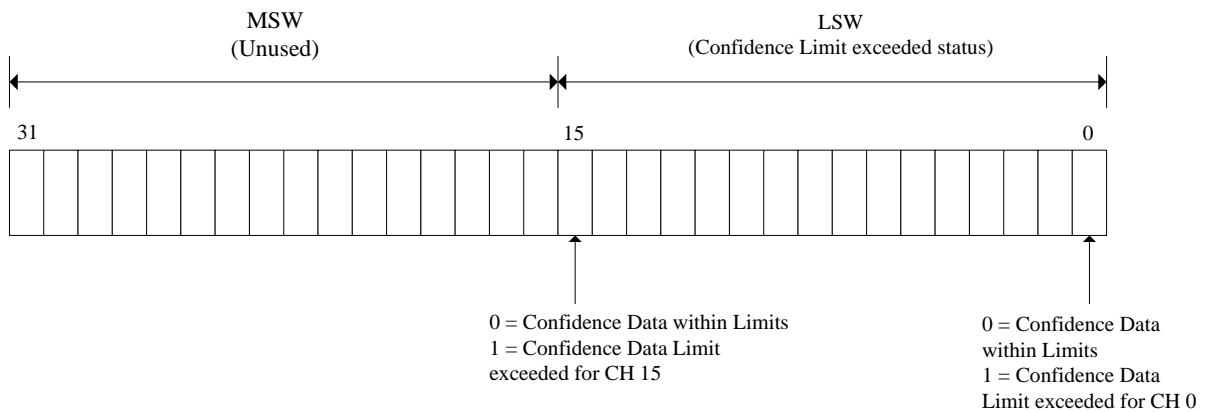 MSW
(Unused)
LSW
(Confidence Limit exceeded status)
31
15
0
0 = Confidence Data within Limits
1 = Confidence Data Limit
exceeded for CH 15
0 = Confidence Data
within Limits
1 = Confidence Data
Limit exceeded for CH 0